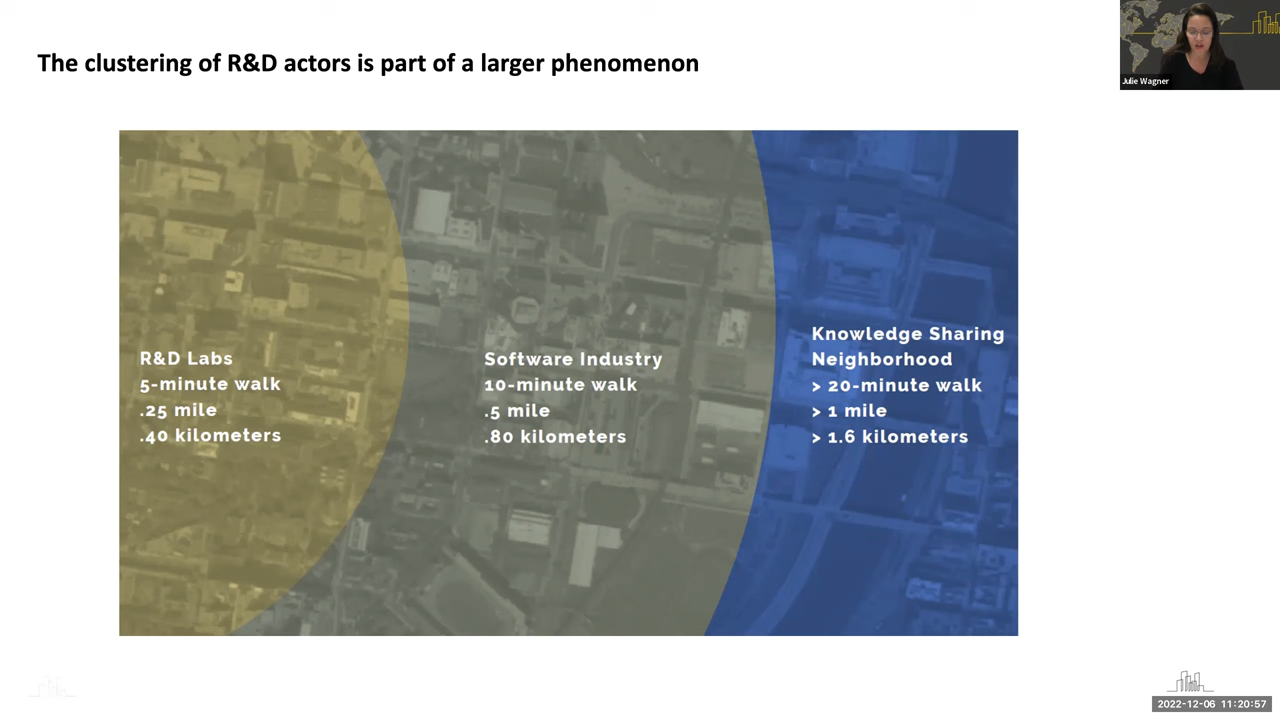 The clustering of R&D actors is part of a larger phenomenon
Julie Wagner
R&D Labs
5-minute walk
.25 mile
.40 kilometers
Software Industry
10-minute walk
.5 mile
.80 kilometers
Knowledge Sharing
Neighborhood
> 20-minute walk
> 1 mile
> 1.6 kilometers
2022-12-06 11:20:57